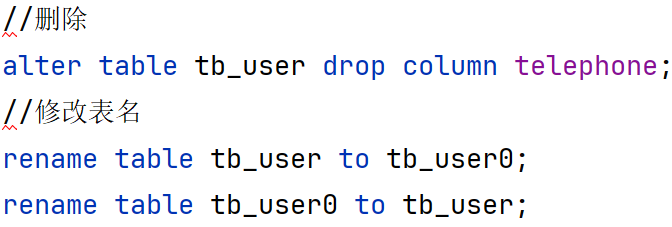 //删除
alter table tb_user drop column telephone;
//修改表名
rename table tb_user to tb_user0;
rename table tb_user0 to tb_user;